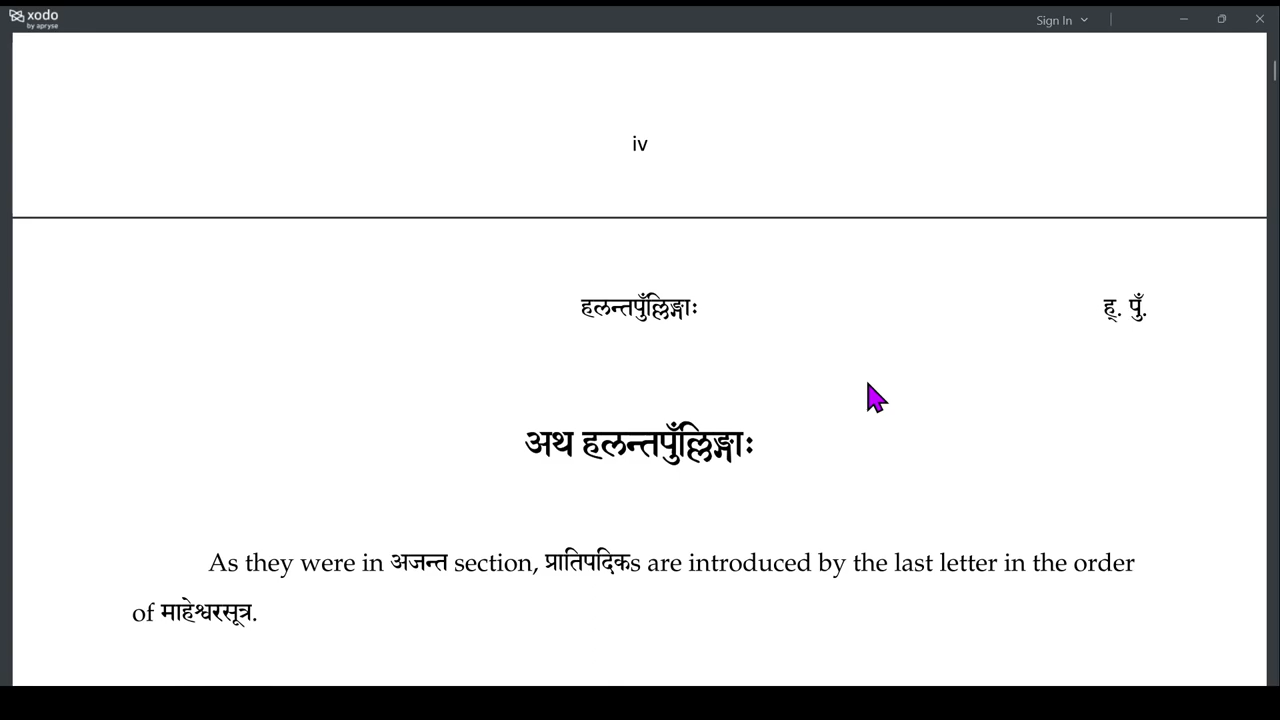 xodo
by apryse
Sign In
iv
हलन्तपुँल्लिङ्गाः
ह्. पुँ.
अथ हलन्तपुँल्लिङ्गाः
As they were in अजन्त section, प्रातिपदिकs are introduced by the last letter in the order
of माहेश्वरसूत्र.